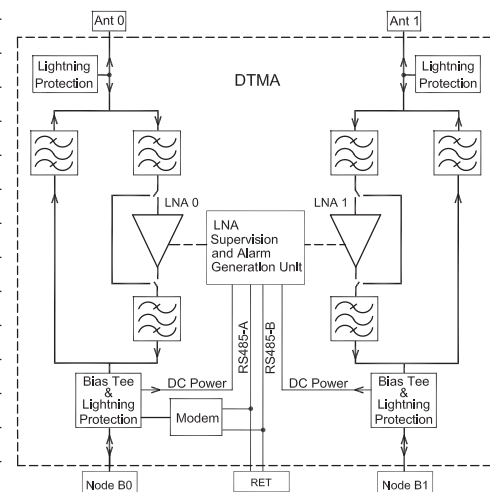 Ant 0
Ant 1
Lightning
Protection
DTMA
Lightning
Protection
LNA 0
LNA 1
LNA
Supervision
and Alarm
Generation Unit
RS485-A
RS485-B
DC Power
DC Power
Bias Tee
&
Lightning
Protection
Modem
Bias Tee
&
Lightning
Protection
Node B0
RET
Node B1